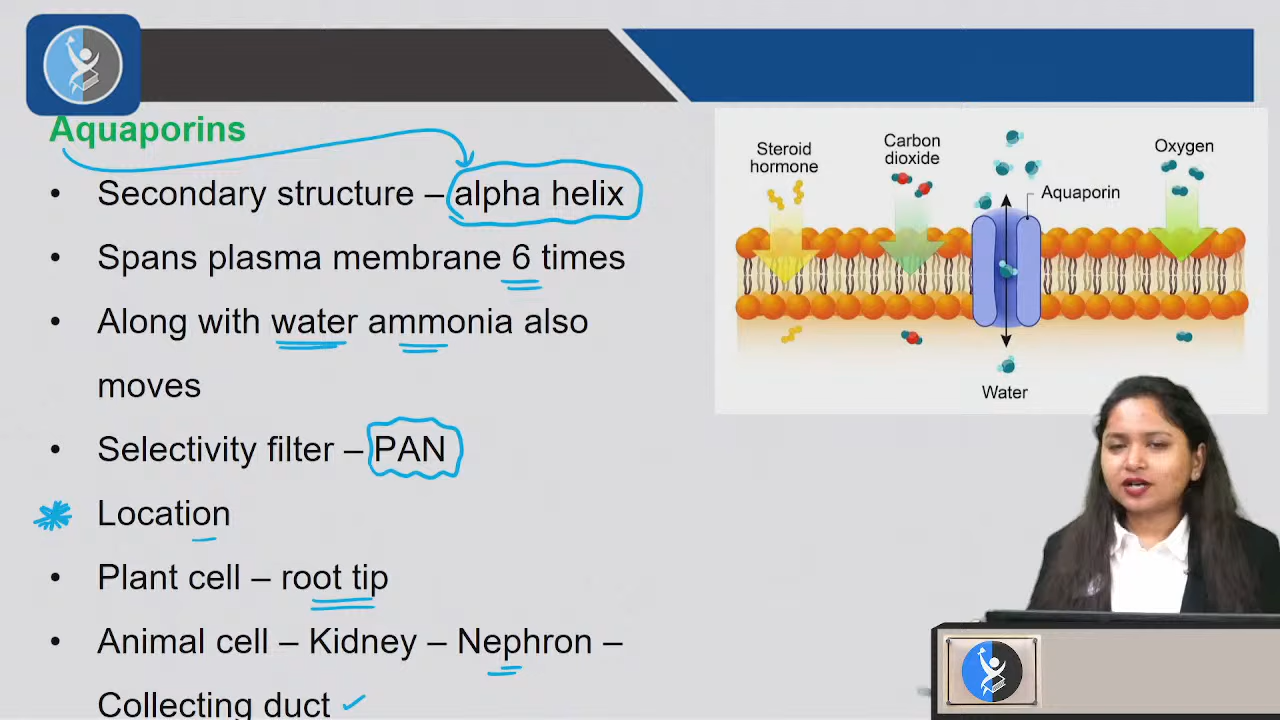 Aquaporins
• Secondary structure – alpha helix
• Spans plasma membrane 6 times
• Along with water ammonia also
moves
• Selectivity filter – PAN
Location
• Plant cell – root tip
• Animal cell – Kidney – Nephron –
Collecting duct
Steroid
hormone
Carbon
dioxide
Aquaporin
Oxygen
Water